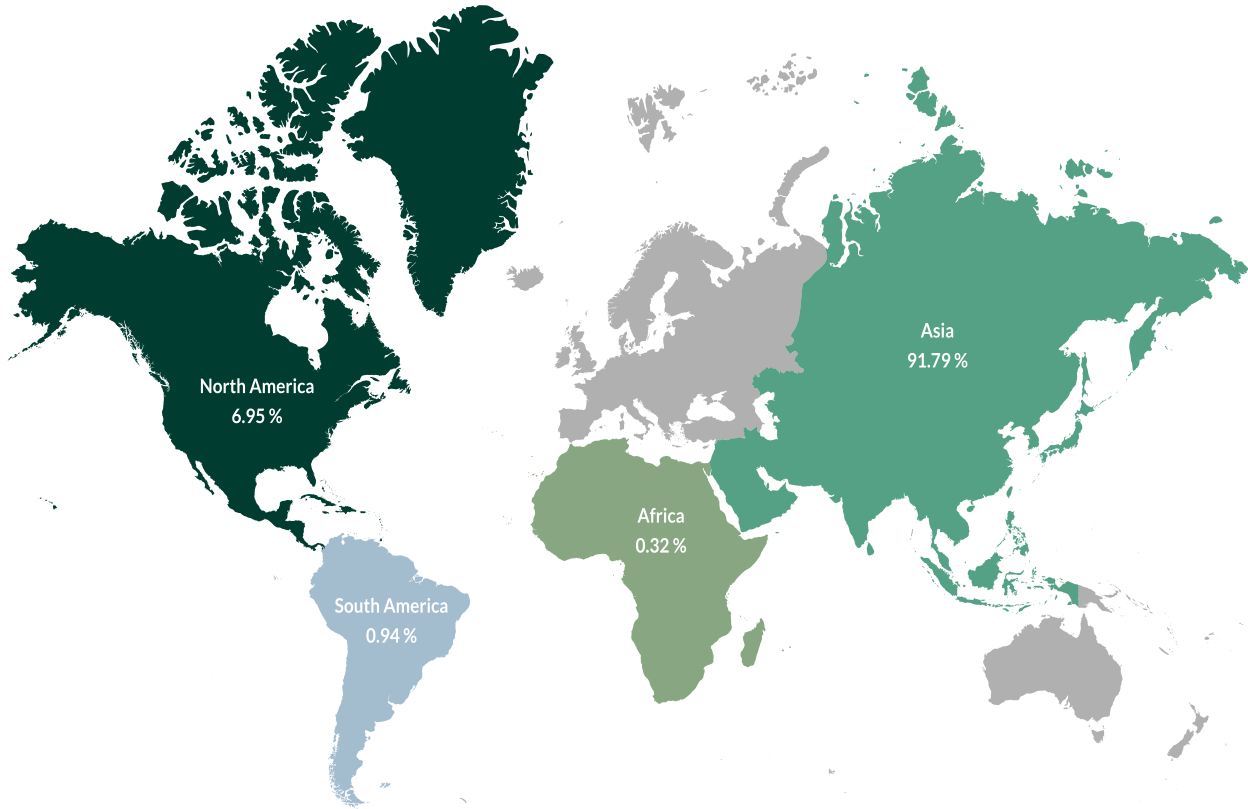 North America
6.95 %
South America
0.94 %
Africa
0.32 %
Asia
91.79 %